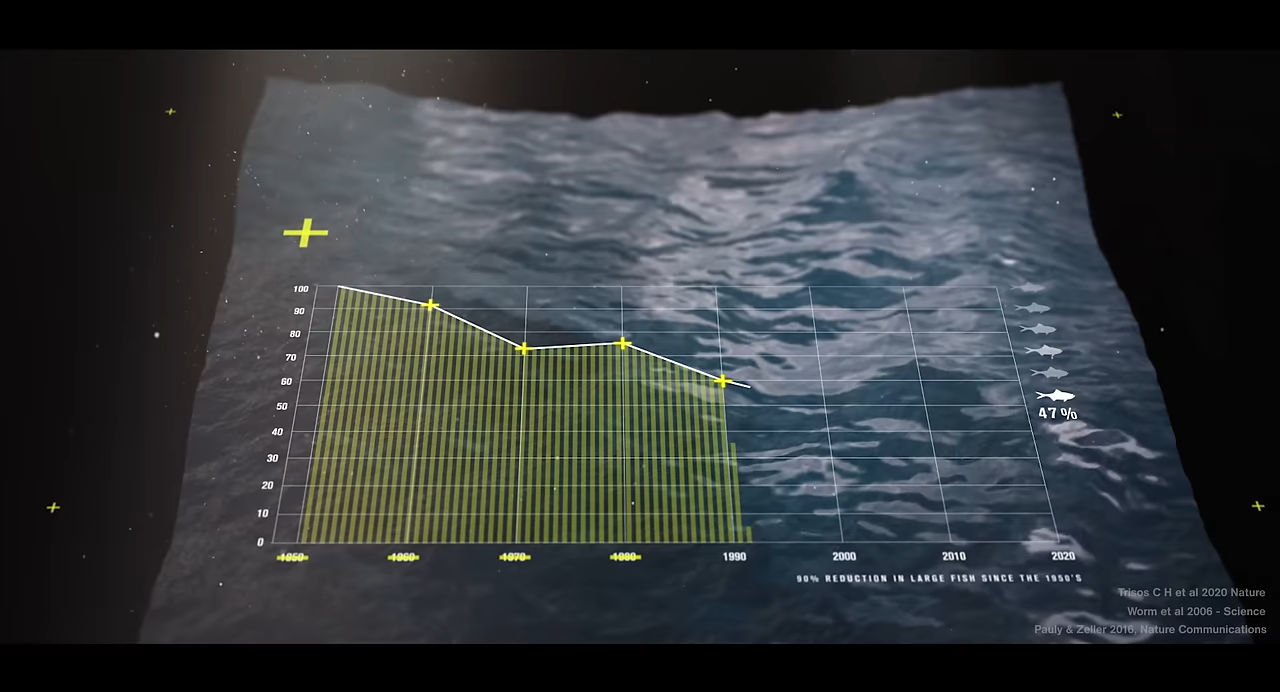 100
90
80
70
60
50
40
30
20
10
0
47%
1950 1960 1970 1980 1990 2000 2010 2020
90% REDUCTION IN LARGE FISH SINCE THE 1950'S
Trisos C H et al 2020 Nature
Worm et al 2006 - Science
Pauly & Zeller 2016, Nature Communications